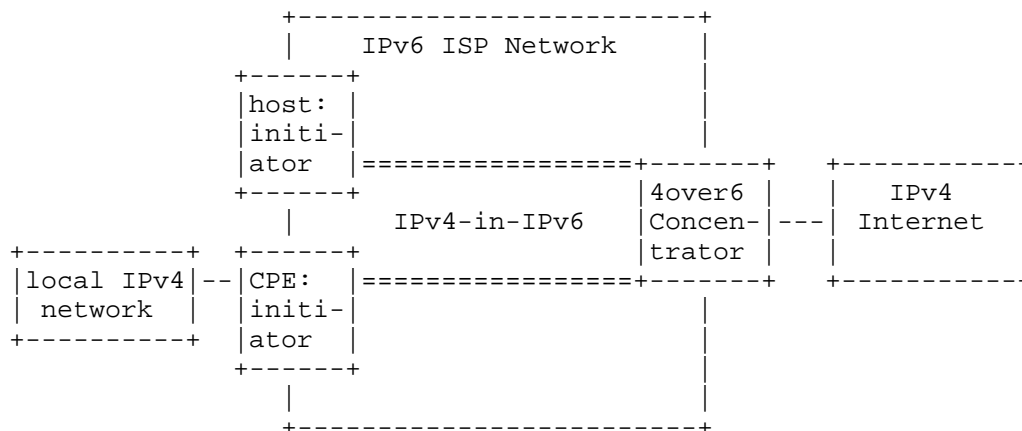 IPv6 ISP Network
host:
initi-
ator
4over6
Concen-
trator
IPv4
Internet
IPv4-in-IPv6
local IPv4
network
CPE:
initi-
ator